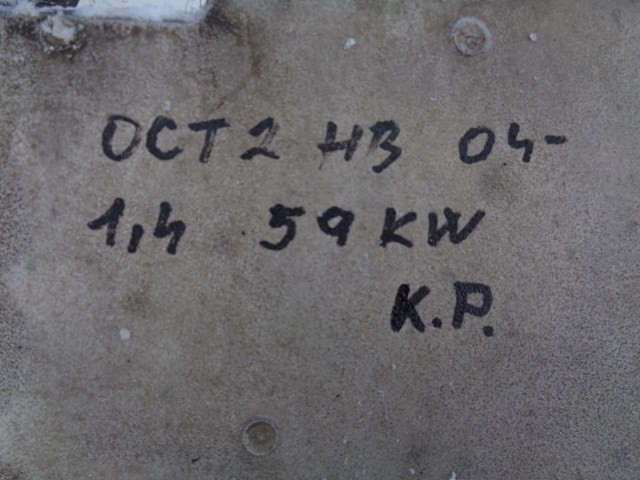 OCT2 HB 04-
1,4 59 KW
K.P.